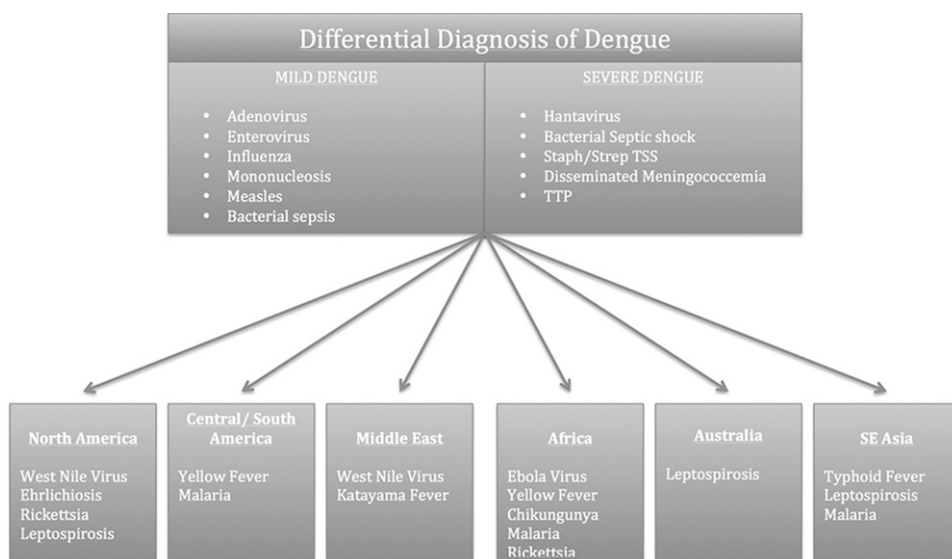 Differential Diagnosis of Dengue
MILD DENGUE
• Adenovirus
• Enterovirus
• Influenza
• Mononucleosis
• Measles
• Bacterial sepsis
SEVERE DENGUE
• Hantavirus
• Bacterial Septic shock
• Staph/Strep TSS
• Disseminated Meningococcemia
• TTP
North America
West Nile Virus
Ehrlichiosis
Rickettsia
Leptospirosis
Central/ South
America
Yellow Fever
Malaria
Middle East
West Nile Virus
Katayama Fever
Africa
Ebola Virus
Yellow Fever
Chikungunya
Malaria
Rickettsia
Australia
Leptospirosis
SE Asia
Typhoid Fever
Leptospirosis
Malaria